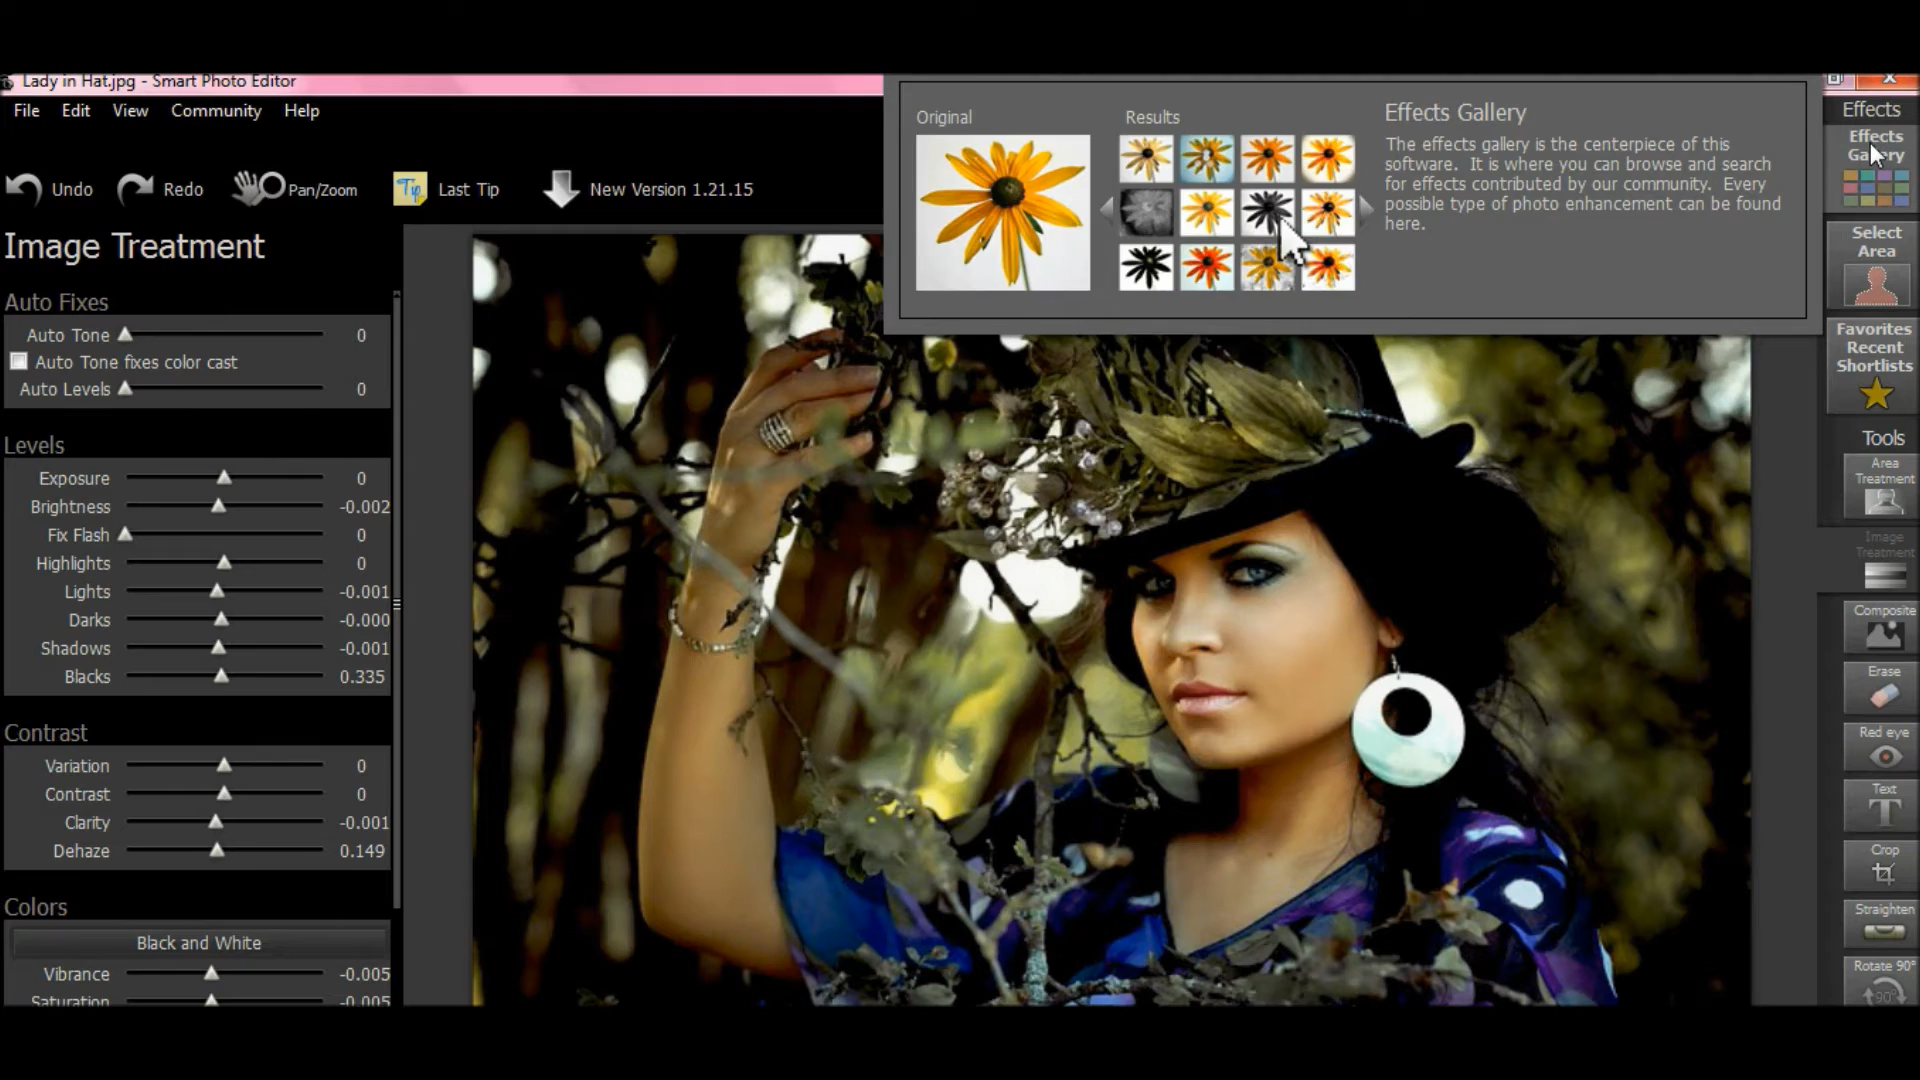 Lady in Hat.jpg - Smart Photo Editor
File Edit View Community Help
Undo Redo Pan/Zoom Tip Last Tip New Version 1.21.15
Image Treatment
Auto Fixes
Auto Tone 0
Auto Tone fixes color cast
Auto Levels 0
Levels
Exposure 0
Brightness -0.002
Fix Flash 0
Highlights 0
Lights -0.001
Darks -0.000
Shadows -0.001
Blacks 0.335
Contrast
Variation 0
Contrast 0
Clarity -0.001
Dehaze 0.149
Colors
Black and White
Vibrance -0.005
Saturation -0.005
Original
Results
Effects Gallery
The effects gallery is the centerpiece of this
software. It is where you can browse and search
for effects contributed by our community. Every
possible type of photo enhancement can be found
here.
Effects
Effects
Gallery
Select
Area
Favorites
Recent
Shortlists
Tools
Area
Treatment
Image
Treatment
Composite
Erase
Red eye
Text
T
Crop
Straighten
Rotate 90°
90°